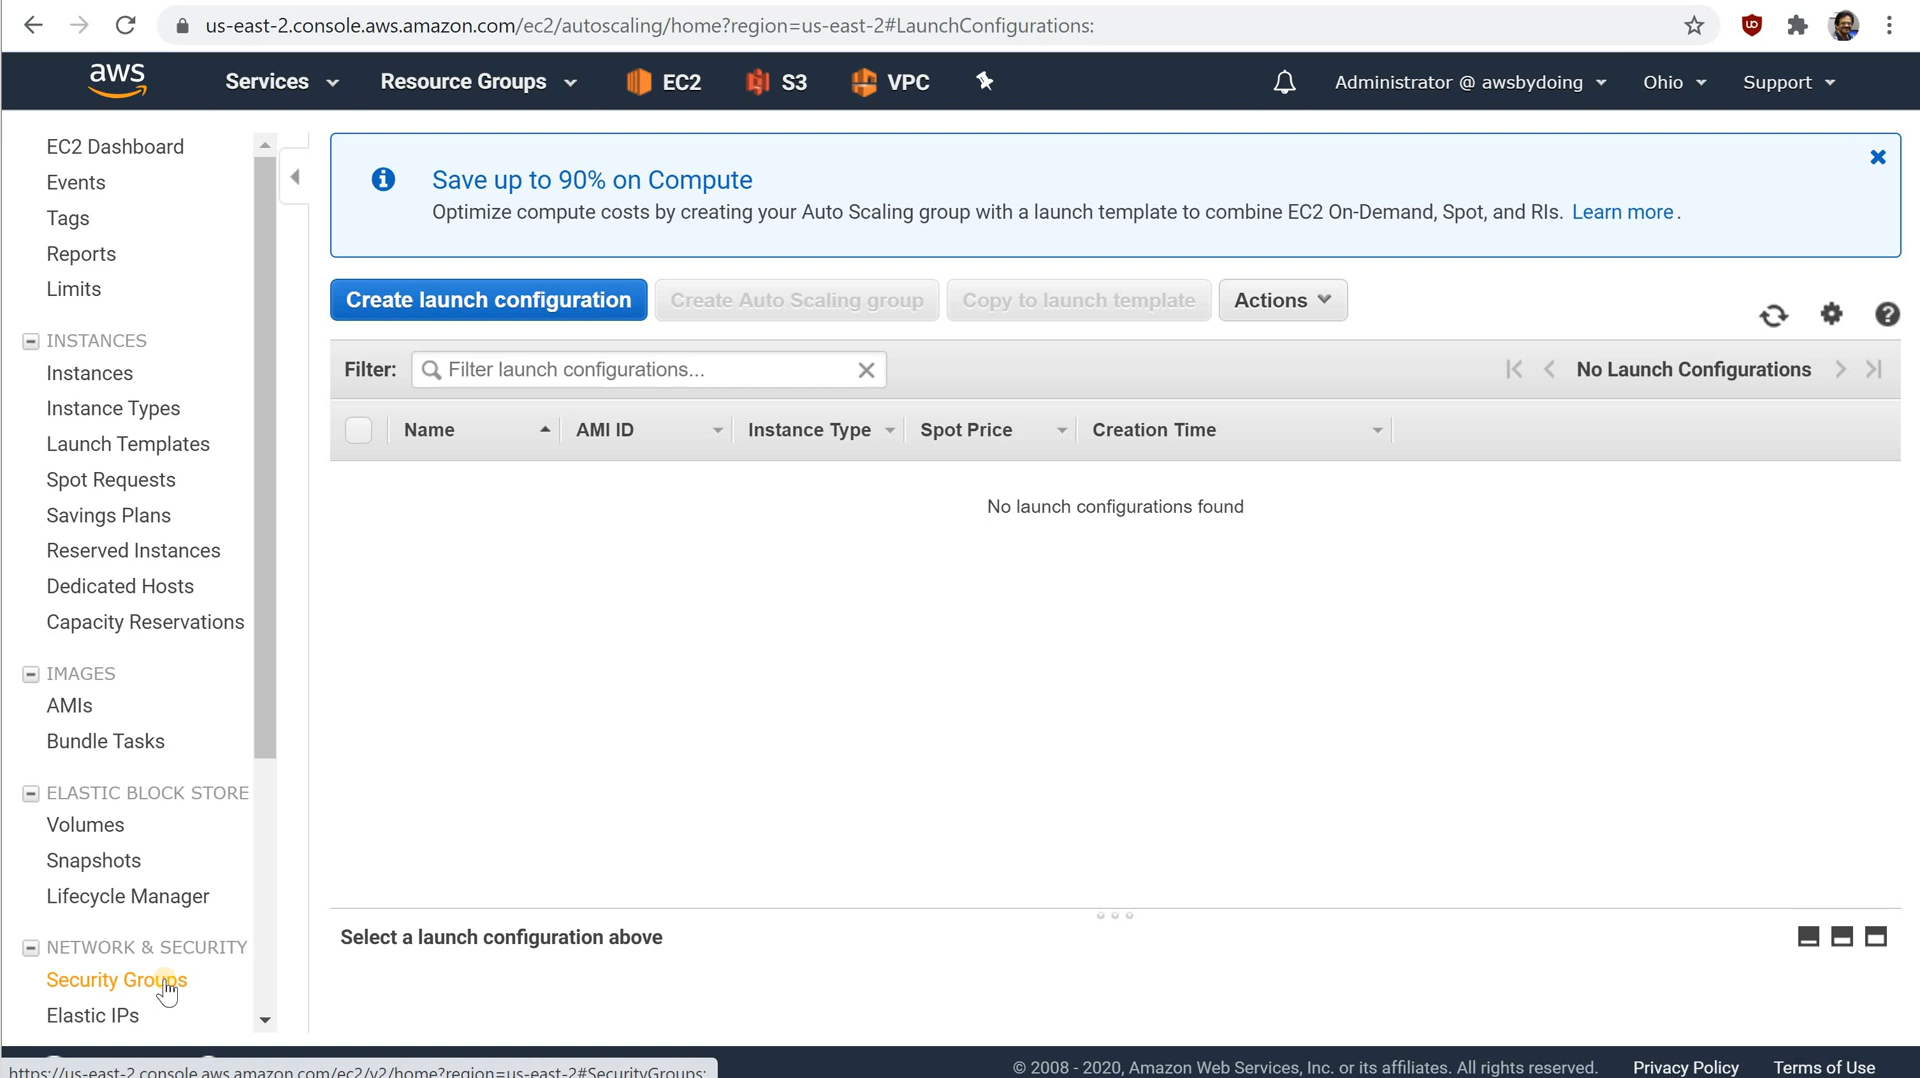 us-east-2.console.aws.amazon.com/ec2/autoscaling/home?region=us-east-2#LaunchConfigurations:
aws Services Resource Groups EC2 S3 VPC Administrator @ awsbydoing Ohio Support
EC2 Dashboard
Events
Tags
Reports
Limits
INSTANCES
Instances
Instance Types
Launch Templates
Spot Requests
Savings Plans
Reserved Instances
Dedicated Hosts
Capacity Reservations
IMAGES
AMIs
Bundle Tasks
ELASTIC BLOCK STORE
Volumes
Snapshots
Lifecycle Manager
NETWORK & SECURITY
Security Groups
Elastic IPs
Save up to 90% on Compute
Optimize compute costs by creating your Auto Scaling group with a launch template to combine EC2 On-Demand, Spot, and RIs. Learn more.
Create launch configuration Create Auto Scaling group Copy to launch template Actions
Filter: Filter launch configurations... No Launch Configurations
Name AMI ID Instance Type Spot Price Creation Time
No launch configurations found
Select a launch configuration above
https://us-east-2.console.aws.amazon.com/ec2/v2/home?region=us-east-2#SecurityGroups:
© 2008 - 2020, Amazon Web Services, Inc. or its affiliates. All rights reserved. Privacy Policy Terms of Use